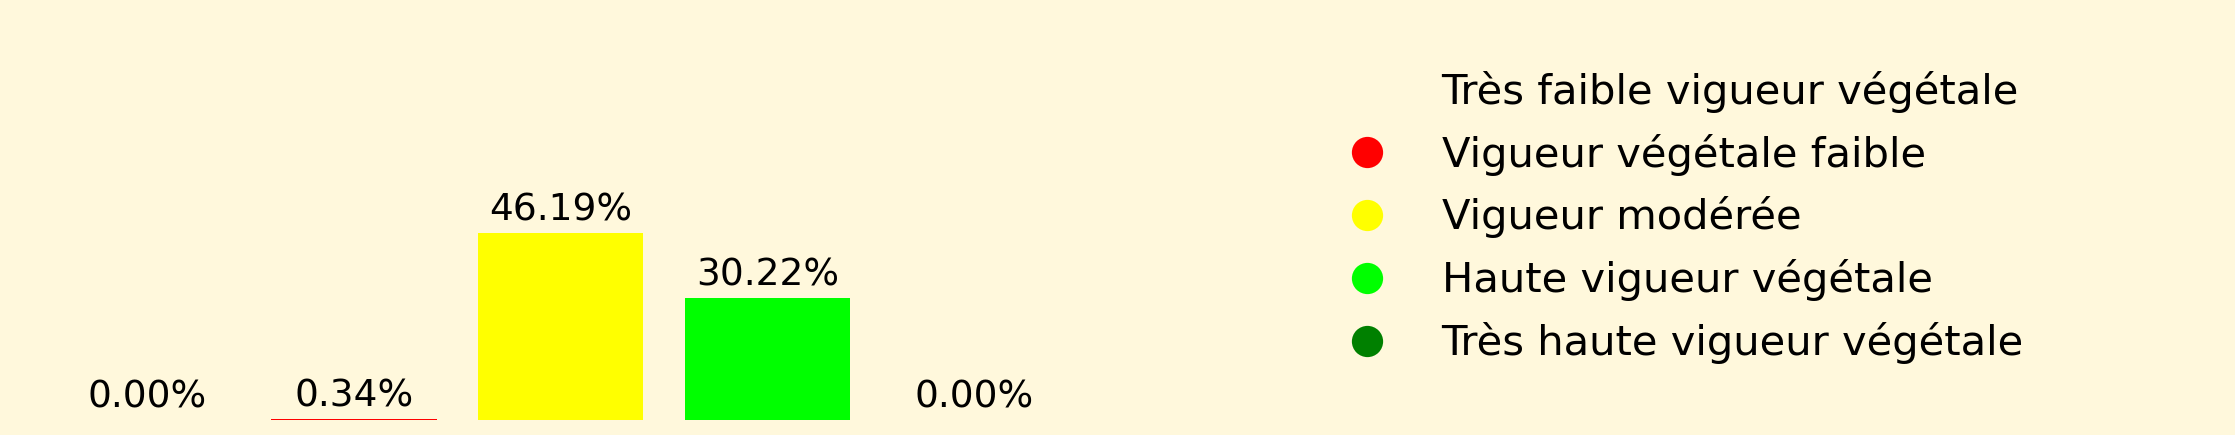 0.00%
0.34%
46.19%
30.22%
0.00%
Très faible vigueur végétale
Vigueur végétale faible
Vigueur modérée
Haute vigueur végétale
Très haute vigueur végétale